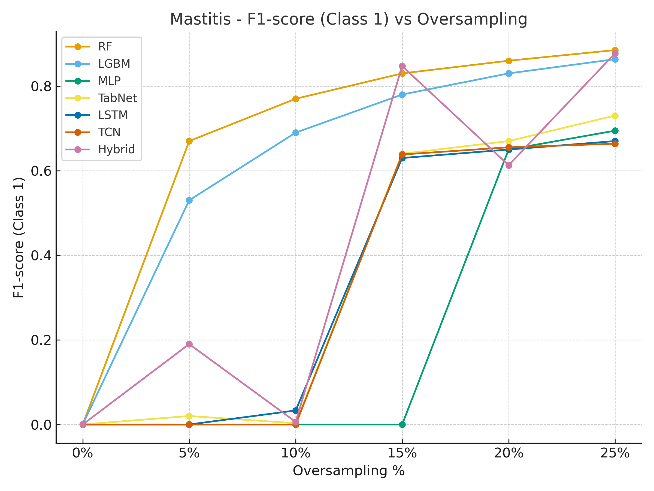 Mastitis - F1-score (Class 1) vs Oversampling
RF
LGBM
MLP
TabNet
LSTM
TCN
Hybrid
F1-score (Class 1)
0.8
0.6
0.4
0.2
0.0
0%
5%
10%
15%
20%
25%
Oversampling %